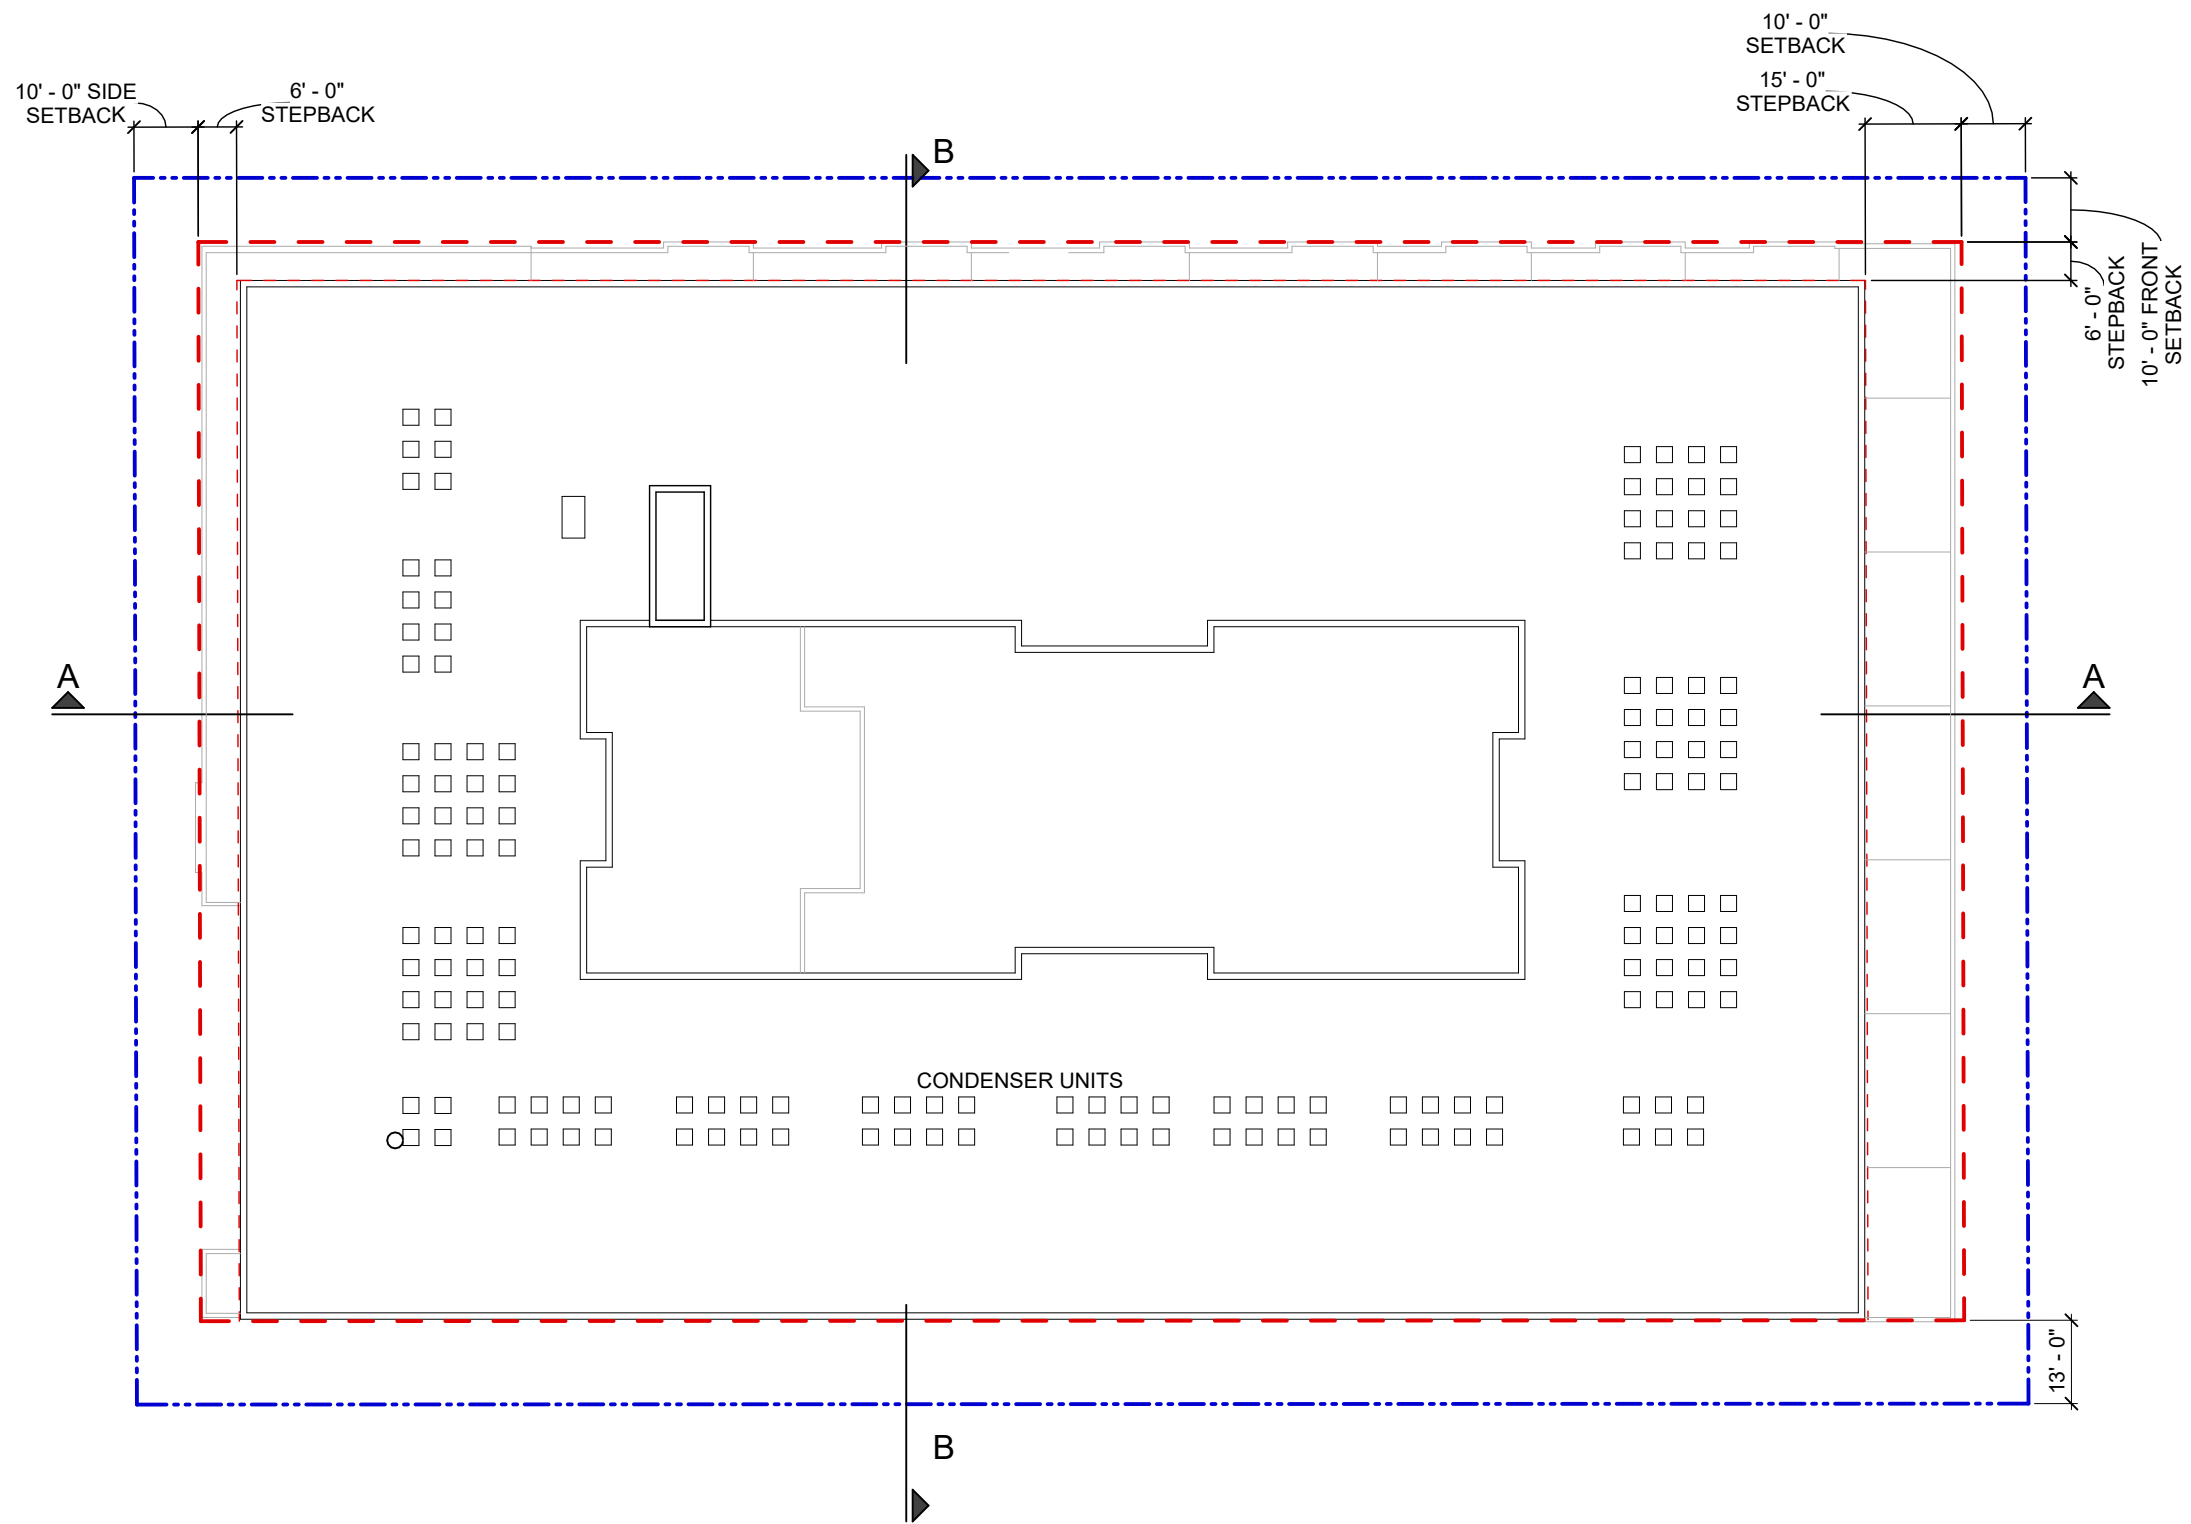 10' - 0"
SETBACK
15' - 0"
STEPBACK
10' - 0" SIDE
SETBACK
6' - 0"
STEPBACK
B
6' - 0"
STEPBACK
10' - 0" FRONT
SETBACK
A
A
CONDENSER UNITS
13' - 0"
B